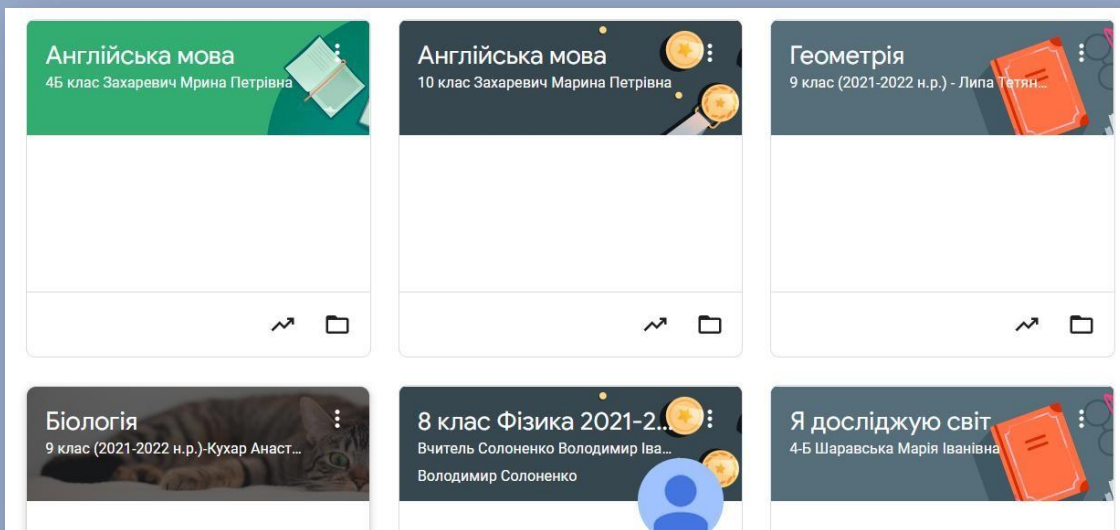 Англійська мова
4Б клас Захаревич Мрина Петрівна
Англійська мова
10 клас Захаревич Марина Петрівна
Геометрія
9 клас (2021-2022 н.р.) - Липа Тетян...
Біологія
9 клас (2021-2022 н.р.)-Кухар Анаст...
8 клас Фізика 2021-2...
Вчитель Солоненко Володимир Іва...
Володимир Солоненко
Я досліджую світ
4-Б Шаравська Марія Іванівна